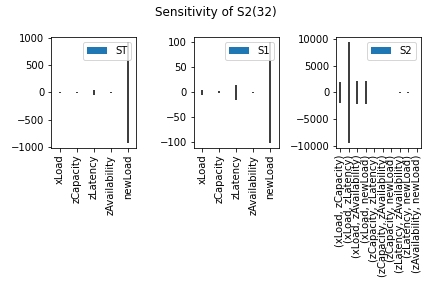 Sensitivity of S2(32)
ST
1000
500
0
−500
−1000
xLoad
zCapacity
zLatency
zAvailability
newLoad
S1
100
50
0
−50
−100
xLoad
zCapacity
zLatency
zAvailability
newLoad
S2
10000
5000
0
−5000
−10000
(xLoad, zCapacity)
(xLoad, zLatency)
(xLoad, zAvailability)
(xLoad, newLoad)
(zCapacity, zLatency)
(zCapacity, zAvailability)
(zCapacity, newLoad)
(zLatency, zAvailability)
(zLatency, newLoad)
(zAvailability, newLoad)